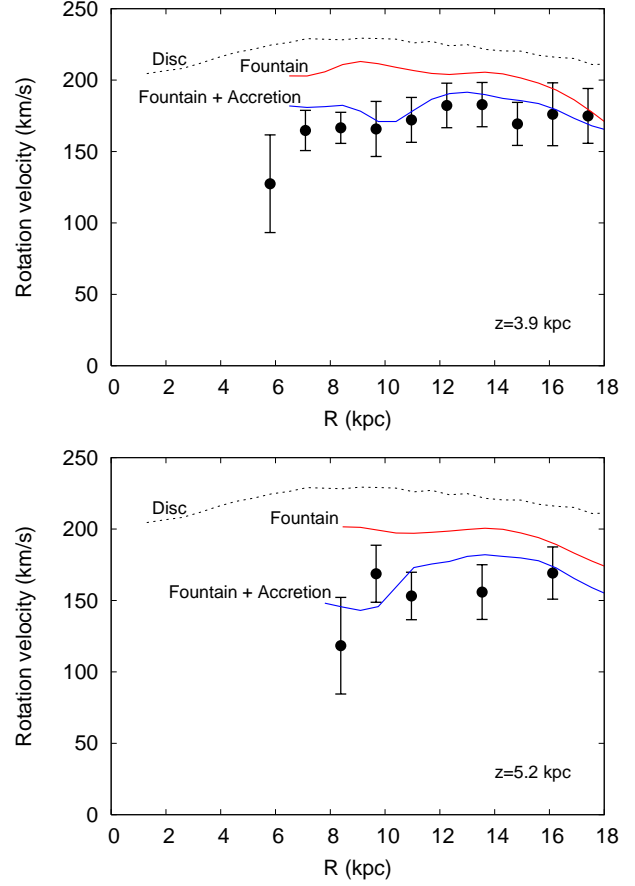 250
200
150
100
50
0
Rotation velocity (km/s)
Disc
Fountain
Fountain + Accretion
z=3.9 kpc
0 2 4 6 8 10 12 14 16 18
R (kpc)
250
200
150
100
50
0
Rotation velocity (km/s)
Disc
Fountain
Fountain + Accretion
z=5.2 kpc
0 2 4 6 8 10 12 14 16 18
R (kpc)